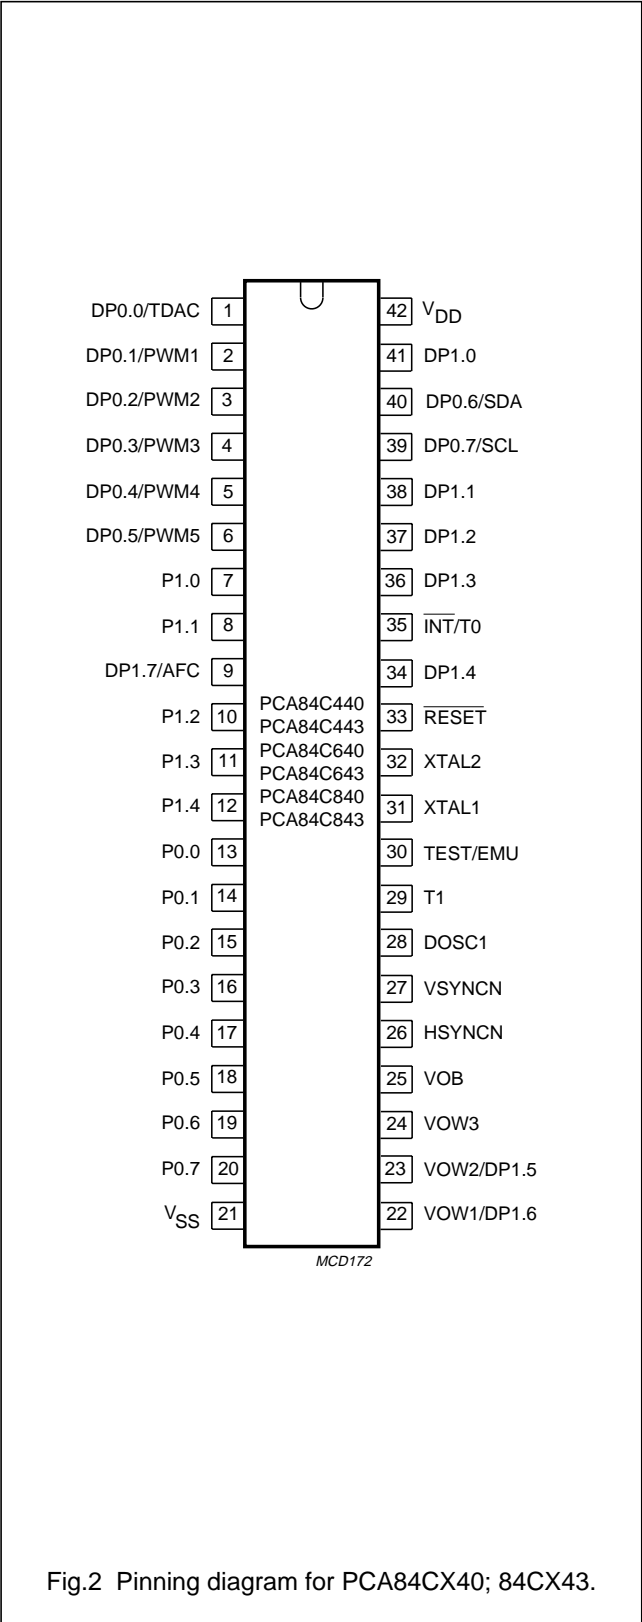 DP0.0/TDAC 1 42 VDD
DP0.1/PWM1 2 41 DP1.0
DP0.2/PWM2 3 40 DP0.6/SDA
DP0.3/PWM3 4 39 DP0.7/SCL
DP0.4/PWM4 5 38 DP1.1
DP0.5/PWM5 6 37 DP1.2
P1.0 7 36 DP1.3
P1.1 8 35 INT/T0
DP1.7/AFC 9 34 DP1.4
PCA84C440
P1.2 10 33 RESET
PCA84C443
PCA84C640
P1.3 11 32 XTAL2
PCA84C643
PCA84C840
P1.4 12 31 XTAL1
PCA84C843
P0.0 13 30 TEST/EMU
P0.1 14 29 T1
P0.2 15 28 DOSC1
P0.3 16 27 VSYNCN
P0.4 17 26 HSYNCN
P0.5 18 25 VOB
P0.6 19 24 VOW3
P0.7 20 23 VOW2/DP1.5
VSS 21 22 VOW1/DP1.6
MCD172
Fig.2 Pinning diagram for PCA84CX40; 84CX43.